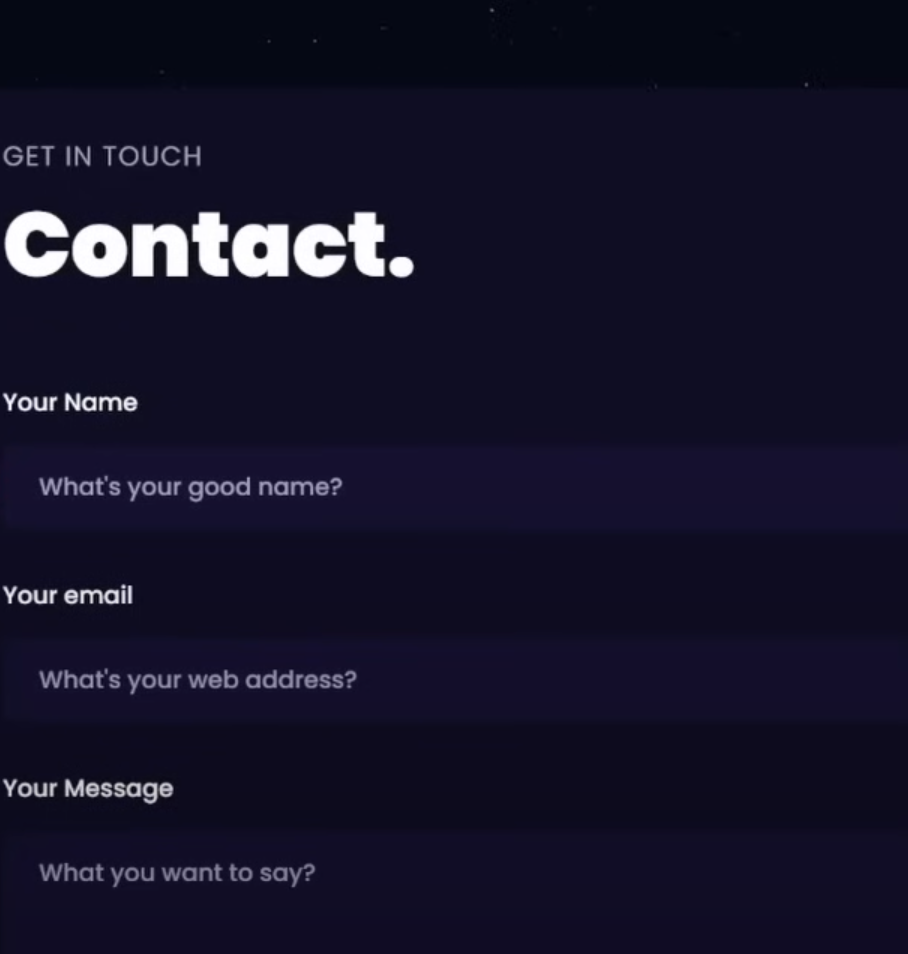 GET IN TOUCH
Contact.
Your Name
What's your good name?
Your email
What's your web address?
Your Message
What you want to say?